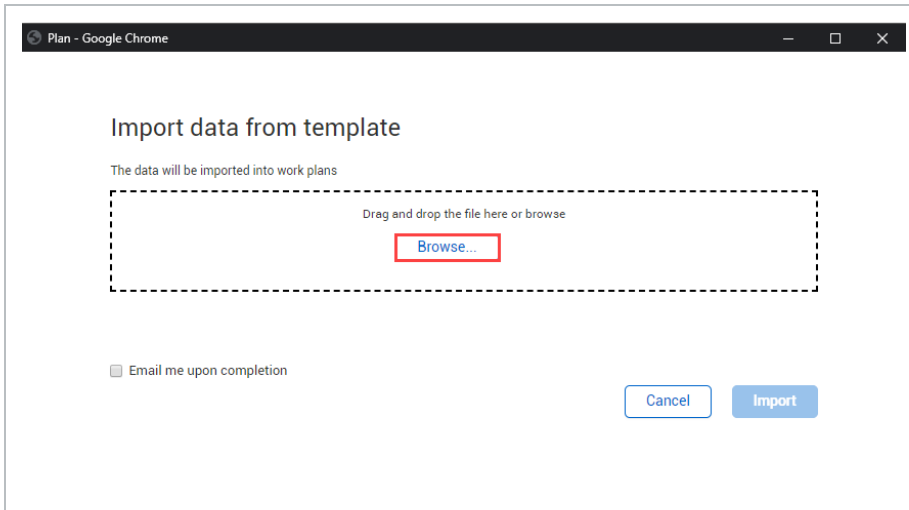 Plan - Google Chrome
Import data from template
The data will be imported into work plans
Drag and drop the file here or browse
Browse...
Email me upon completion
Cancel
Import